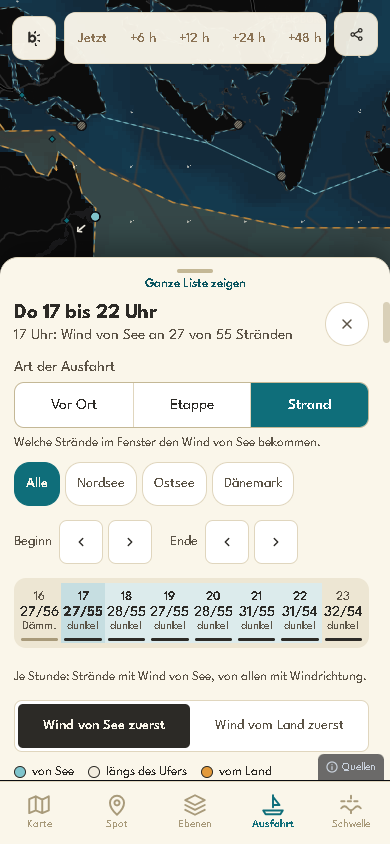 b:
Jetzt +6 h +12 h +24 h +48 h
Ganze Liste zeigen
Do 17 bis 22 Uhr
17 Uhr: Wind von See an 27 von 55 Stränden
Art der Ausfahrt
Vor Ort Etappe Strand
Welche Strände im Fenster den Wind von See bekommen.
Alle Nordsee Ostsee Dänemark
Beginn Ende
16 17 18 19 20 21 22 23
27/56 27/55 28/55 27/55 28/55 31/55 31/54 32/54
Dämm. dunkel dunkel dunkel dunkel dunkel dunkel dunkel
Je Stunde: Strände mit Wind von See, von allen mit Windrichtung.
Wind von See zuerst Wind vom Land zuerst
von See längs des Ufers vom Land
Quellen
Karte Spot Ebenen Ausfahrt Schwelle